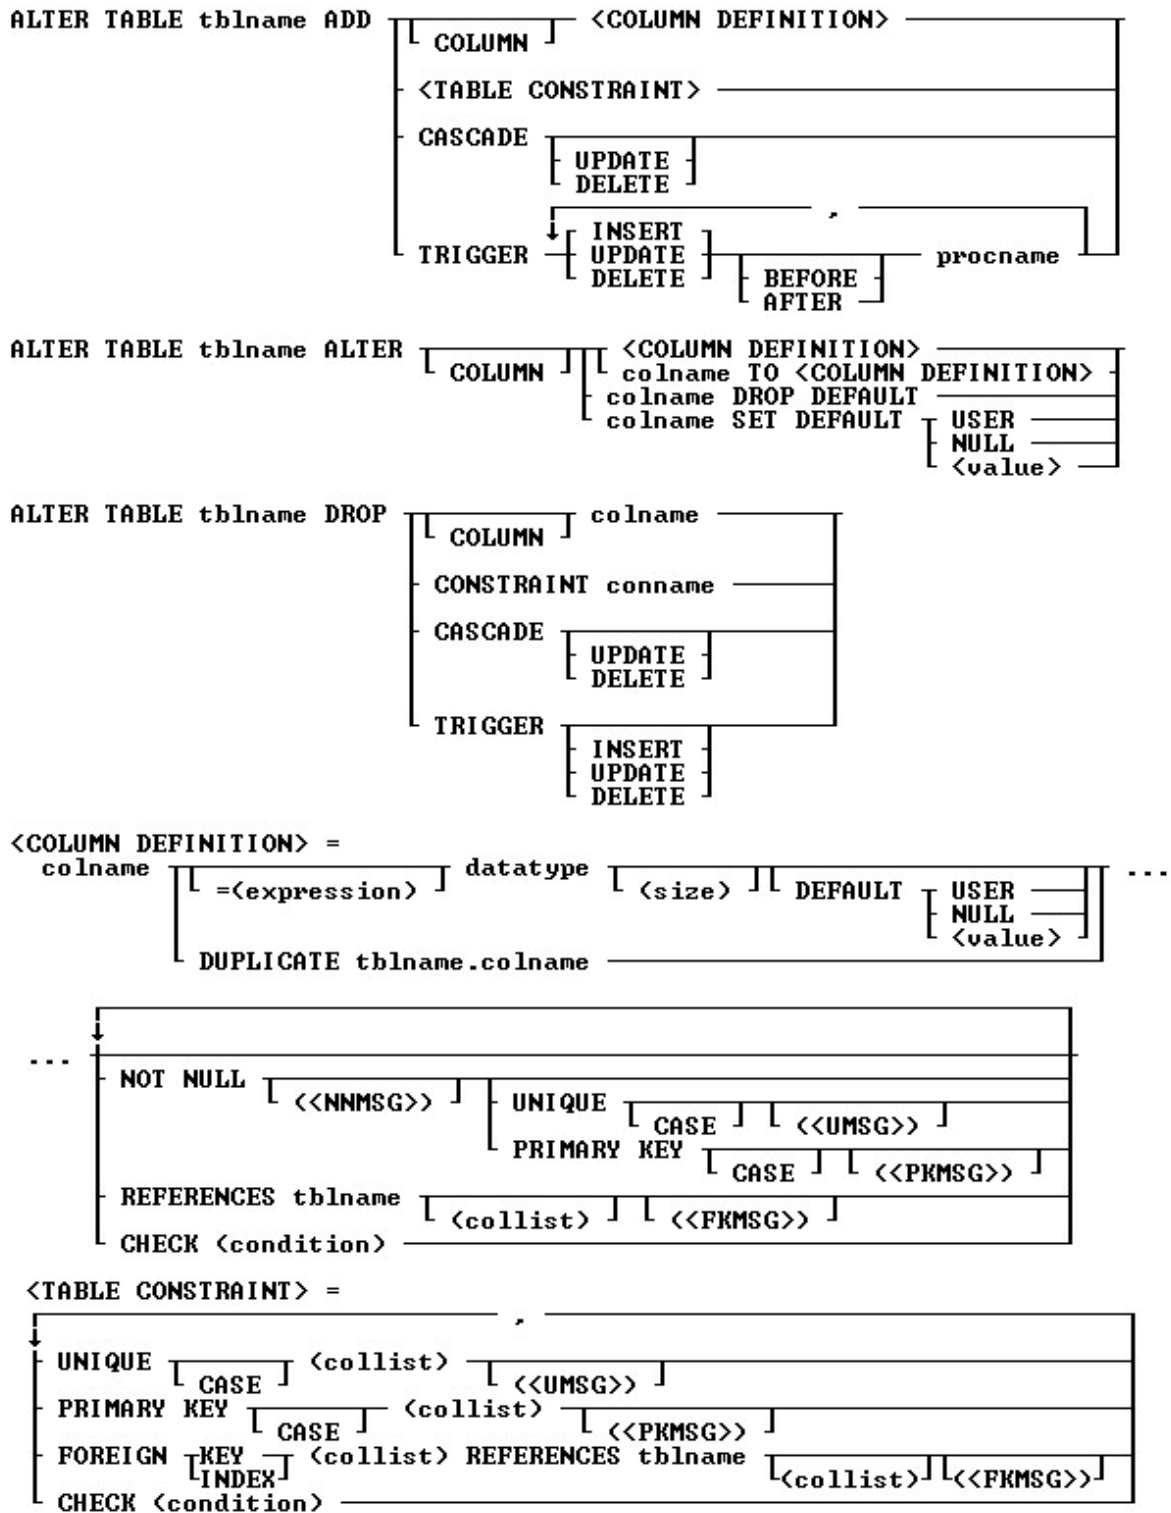 ALTER TABLE tblname ADD <COLUMN DEFINITION>
COLUMN
<TABLE CONSTRAINT>
CASCADE
UPDATE
DELETE
,
INSERT
TRIGGER UPDATE procname
DELETE BEFORE
AFTER
ALTER TABLE tblname ALTER <COLUMN DEFINITION>
COLUMN colname TO <COLUMN DEFINITION>
colname DROP DEFAULT
colname SET DEFAULT USER
NULL
<value>
ALTER TABLE tblname DROP colname
COLUMN
CONSTRAINT conname
CASCADE
UPDATE
DELETE
TRIGGER
INSERT
UPDATE
DELETE
<COLUMN DEFINITION> =
colname datatype ...
=(expression) (size) DEFAULT USER
NULL
<value>
DUPLICATE tblname.colname
...
NOT NULL
(<NNMSG>) UNIQUE
CASE (<UMSG>)
PRIMARY KEY
CASE (<PKMSG>)
REFERENCES tblname
(collist) (<FKMSG>)
CHECK (condition)
<TABLE CONSTRAINT> =
,
UNIQUE (collist)
CASE (<UMSG>)
PRIMARY KEY (collist)
CASE (<PKMSG>)
FOREIGN KEY (collist) REFERENCES tblname
INDEX (collist) (<FKMSG>)
CHECK (condition)